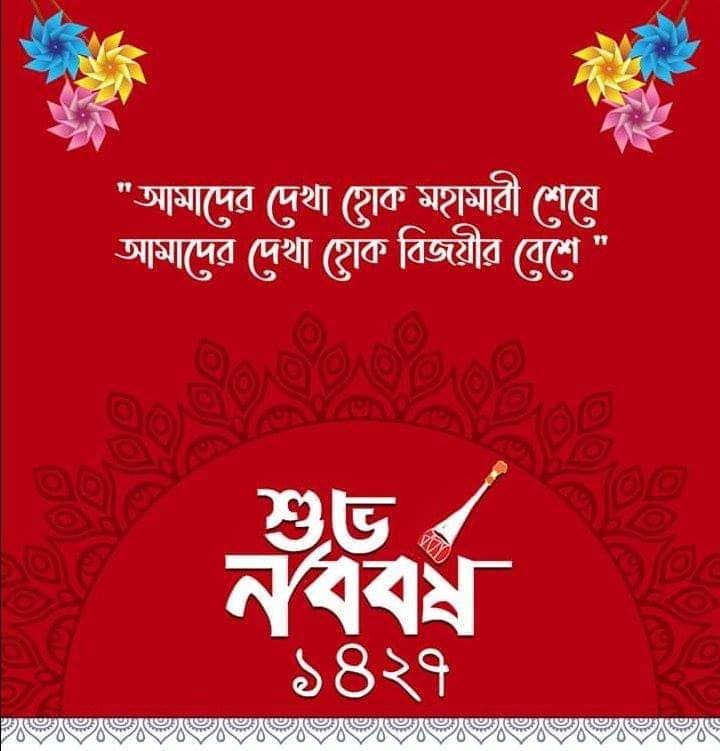 "আমাদের দেখা হোক মহামারী শেষে
আমাদের দেখা হোক বিজয়ীর বেশে"
শুভ
নববর্ষ
১৪২৭